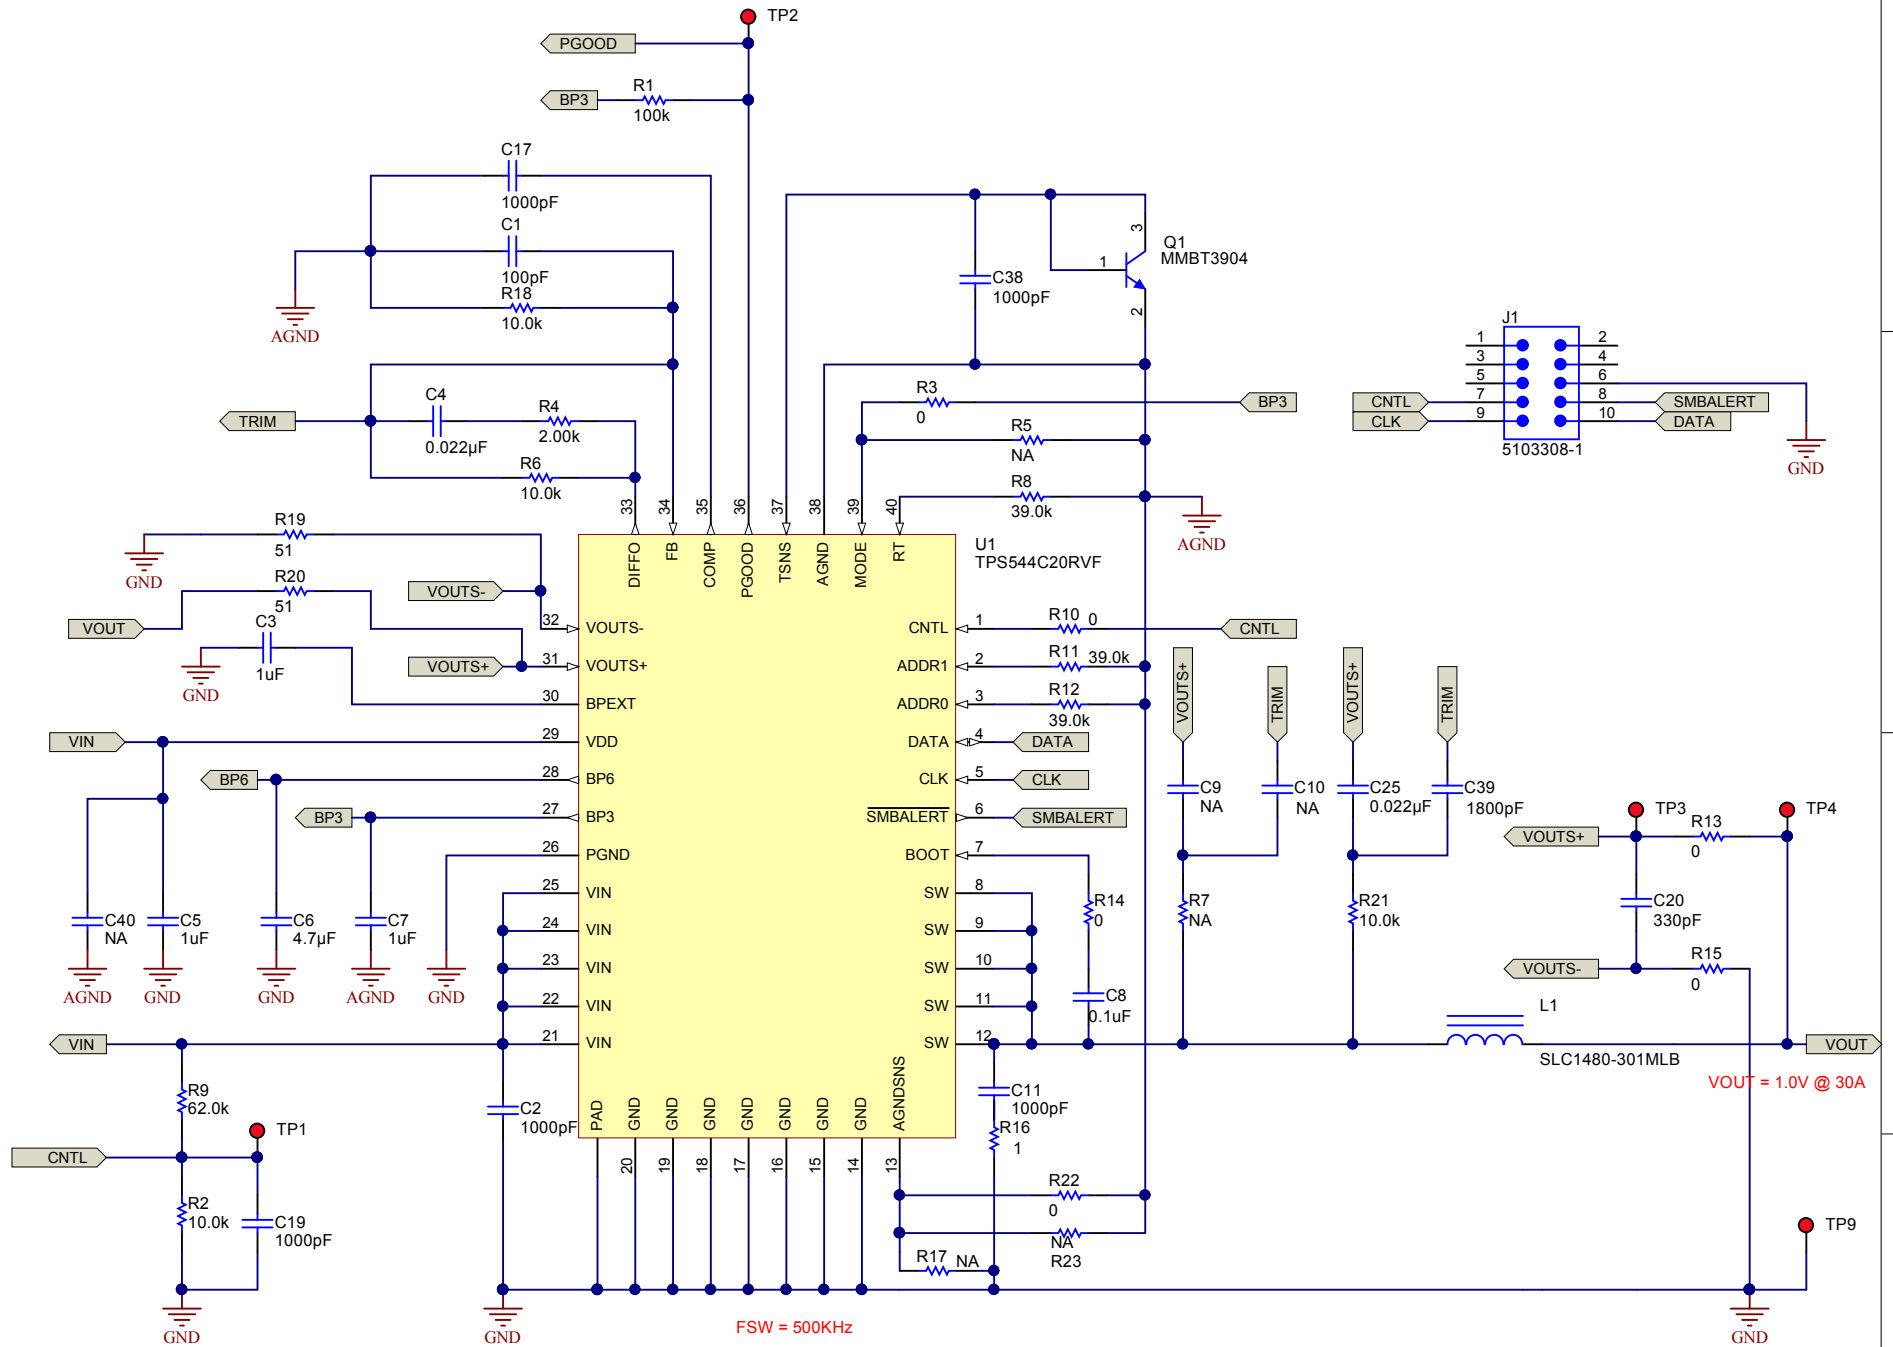 TP2
PGOOD
BP3
R1
100k
C17
1000pF
C1
100pF
R18
10.0k
AGND
TRIM
C4
0.022µF
R4
2.00k
R6
10.0k
C38
1000pF
3
1
2
Q1
MMBT3904
R3
0
BP3
R5
NA
R8
39.0k
AGND
J1
1
3
5
7
9
2
4
6
8
10
CNTL
CLK
SMBALERT
DATA
5103308-1
GND
R19
51
GND
R20
51
VOUTS-
VOUT
C3
1uF
GND
VOUTS+
33
34
35
36
37
38
39
40
DIFFO
FB
COMP
PGOOD
TSNS
AGND
MODE
RT
U1
TPS544C20RVF
32
VOUTS-
31
VOUTS+
30
BPEXT
29
VDD
28
BP6
27
BP3
26
PGND
25
VIN
24
VIN
23
VIN
22
VIN
21
VIN
CNTL
1
ADDR1
2
ADDR0
3
DATA
4
CLK
5
SMBALERT
6
BOOT
7
SW
8
SW
9
SW
10
SW
11
SW
12
PAD
GND
GND
GND
GND
GND
GND
GND
AGNDSNS
20
19
18
17
16
15
14
13
VIN
BP6
BP3
C40
NA
AGND
C5
1uF
GND
C6
4.7µF
GND
C7
1uF
AGND
GND
VIN
R9
62.0k
CNTL
TP1
R2
10.0k
C19
1000pF
GND
C2
1000pF
GND
R10
0
CNTL
R11
39.0k
R12
39.0k
DATA
CLK
SMBALERT
R14
0
C8
0.1uF
VOUTS+
TRIM
VOUTS+
TRIM
C9
NA
C10
NA
C25
0.022µF
C39
1800pF
R7
NA
R21
10.0k
TP3
TP4
VOUTS+
R13
0
C20
330pF
VOUTS-
R15
0
L1
SLC1480-301MLB
VOUT
VOUT = 1.0V @ 30A
C11
1000pF
R16
1
R22
0
NA
R23
R17
NA
TP9
GND
FSW = 500KHz